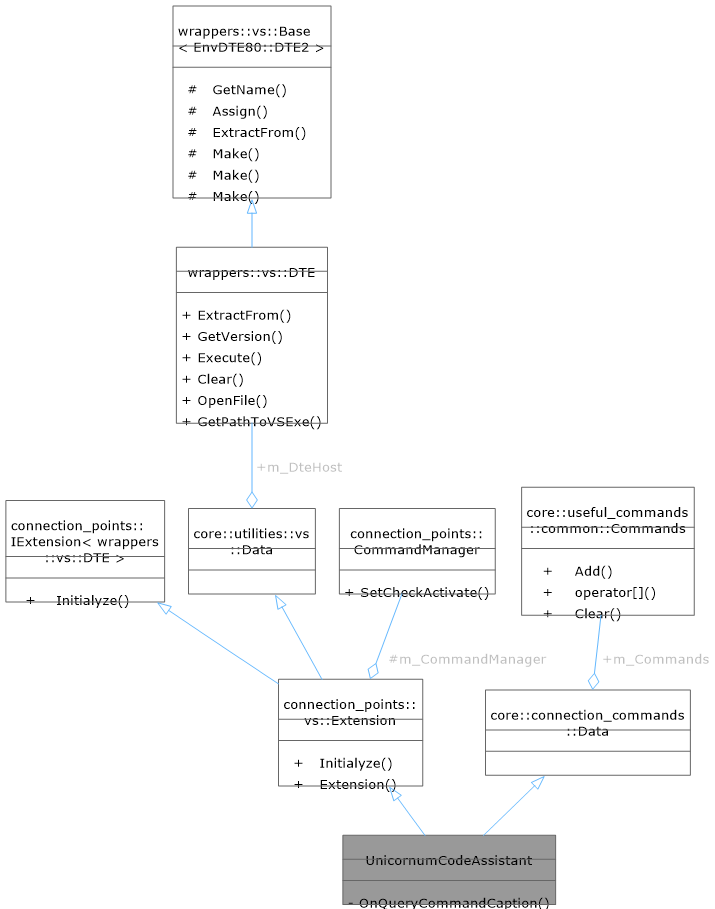 wrappers::vs::Base
< EnvDTE80::DTE2 >
# GetName()
# Assign()
# ExtractFrom()
# Make()
# Make()
# Make()
wrappers::vs::DTE
+ ExtractFrom()
+ GetVersion()
+ Execute()
+ Clear()
+ OpenFile()
+ GetPathToVSExe()
+m_DteHost
connection_points::
IExtension< wrappers
::vs::DTE >
+ Initialyze()
core::utilities::vs
::Data
connection_points::
CommandManager
+ SetCheckActivate()
core::useful_commands
::common::Commands
+ Add()
+ operator[]()
+ Clear()
#m_CommandManager
+m_Commands
connection_points::
vs::Extension
+ Initialyze()
+ Extension()
core::connection_commands
::Data
UnicornumCodeAssistant
- OnQueryCommandCaption()